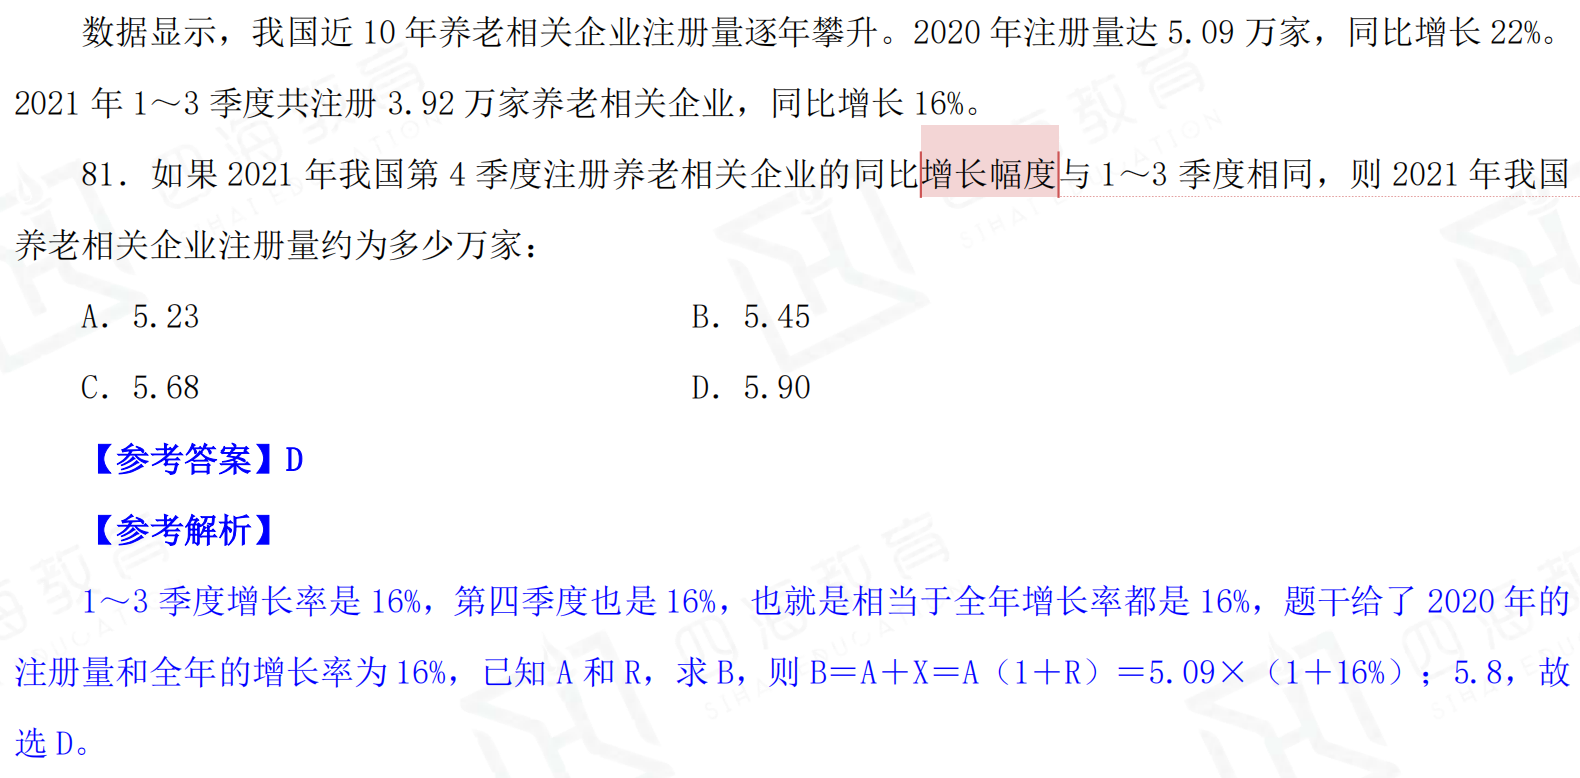 数据显示，我国近 10 年养老相关企业注册量逐年攀升。2020 年注册量达 5.09 万家，同比增长 22%。
2021 年 1～3 季度共注册 3.92 万家养老相关企业，同比增长 16%。
81．如果 2021 年我国第 4 季度注册养老相关企业的同比增长幅度与 1～3 季度相同，则 2021 年我国
养老相关企业注册量约为多少万家：
A．5.23
B．5.45
C．5.68
D．5.90
【参考答案】D
【参考解析】
1～3 季度增长率是 16%，第四季度也是 16%，也就是相当于全年增长率都是 16%，题干给了 2020 年的
注册量和全年的增长率为 16%，已知 A 和 R，求 B，则 B＝A＋X＝A（1＋R）＝5.09×（1＋16%）；5.8，故
选 D。
四海教育
SIHAI EDUCATION